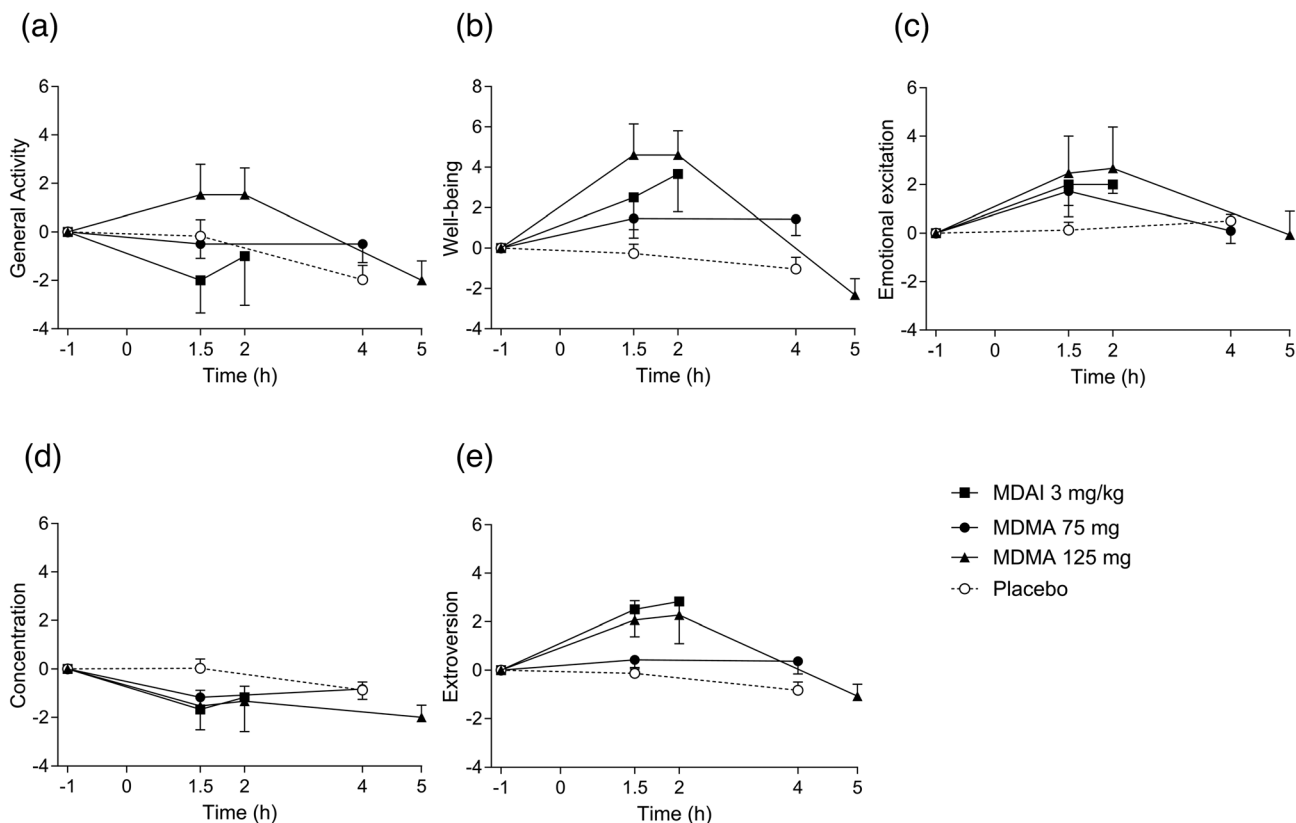 (a)
General Activity
6
4
2
0
-2
-4
-1 0 1.5 2 4 5
Time (h)
(b)
Well-being
8
6
4
2
0
-2
-4
-1 0 1.5 2 4 5
Time (h)
(c)
Emotional excitation
6
4
2
0
-2
-4
-1 0 1.5 2 4 5
Time (h)
(d)
Concentration
6
4
2
0
-2
-4
-1 0 1.5 2 4 5
Time (h)
(e)
Extroversion
6
4
2
0
-2
-4
-1 0 1.5 2 4 5
Time (h)
MDAI 3 mg/kg
MDMA 75 mg
MDMA 125 mg
Placebo